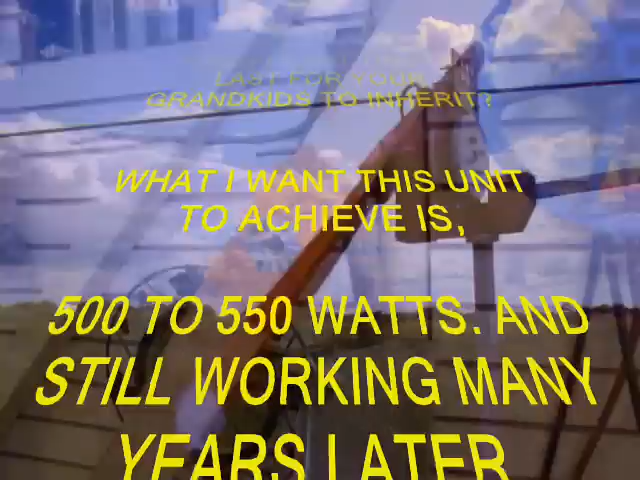 LAST FOR YOUR
GRANDKIDS TO INHERIT?
WHAT I WANT THIS UNIT
TO ACHIEVE IS,
500 TO 550 WATTS. AND
STILL WORKING MANY
YEARS LATER